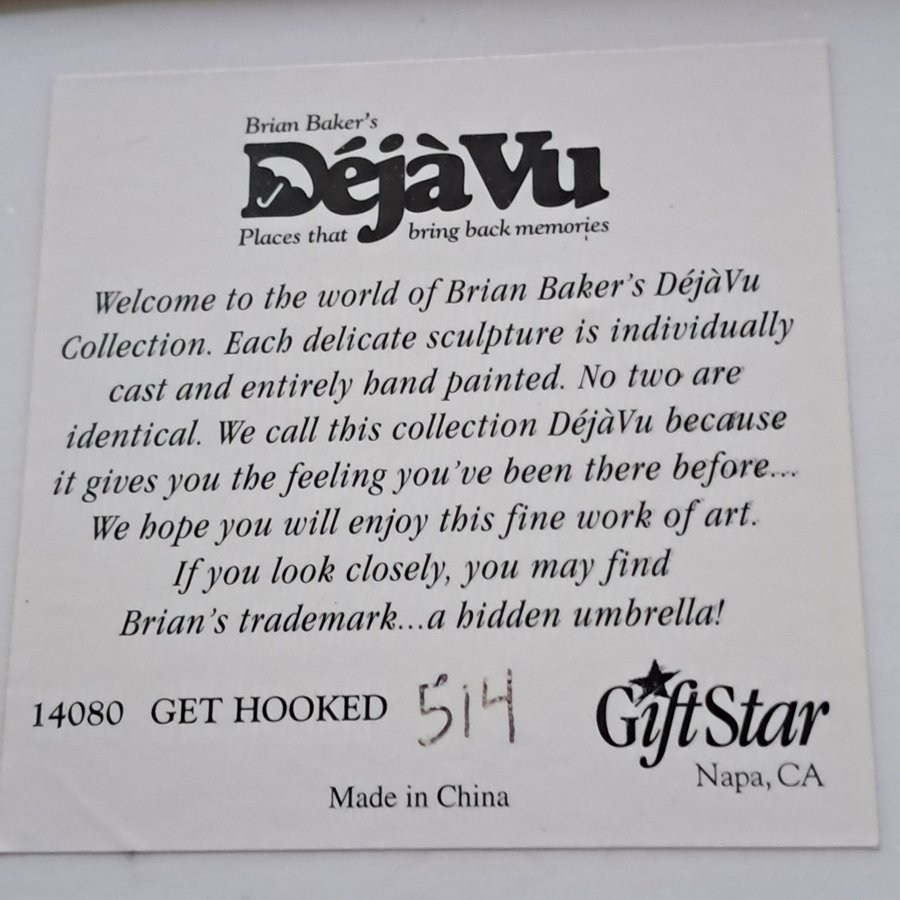 Brian Baker's
DéjàVu
Places that bring back memories
Welcome to the world of Brian Baker's DéjàVu
Collection. Each delicate sculpture is individually
cast and entirely hand painted. No two are
identical. We call this collection DéjàVu because
it gives you the feeling you've been there before...
We hope you will enjoy this fine work of art.
If you look closely, you may find
Brian's trademark...a hidden umbrella!
14080 GET HOOKED 514
GiftStar
Napa, CA
Made in China